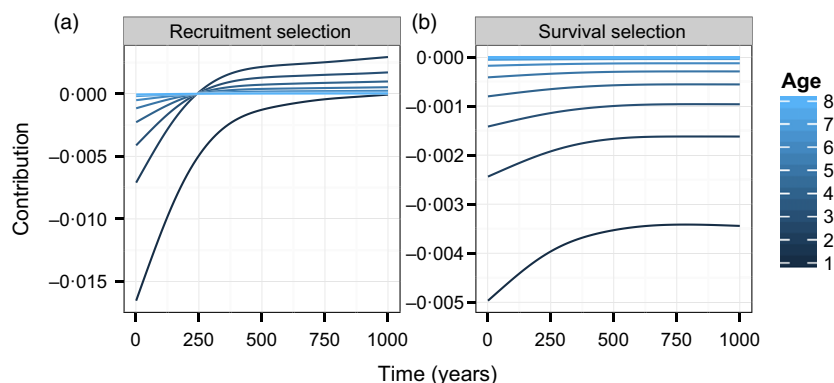 (a)
Recruitment selection
(b)
Survival selection
Contribution
0·000
−0·005
−0·010
−0·015
0·000
−0·001
−0·002
−0·003
−0·004
−0·005
0 250 500 750 1000
0 250 500 750 1000
Time (years)
Age
8
7
6
5
4
3
2
1